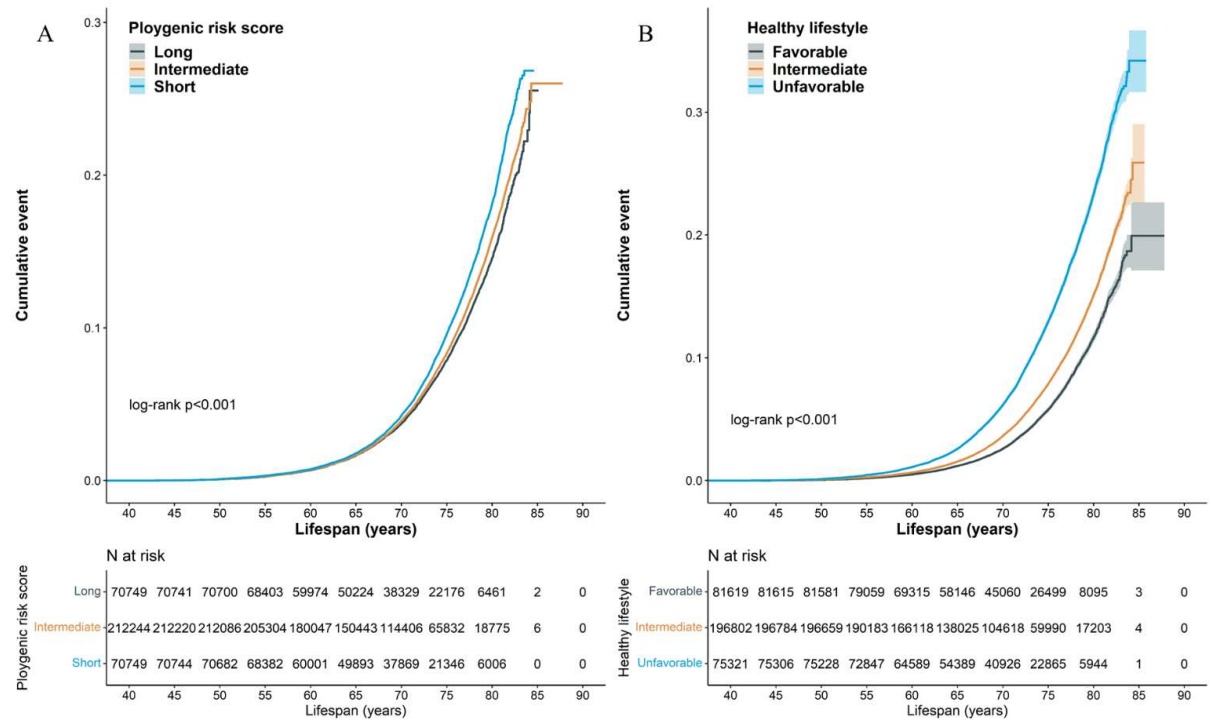 A
Ploygenic risk score
Long
Intermediate
Short
Cumulative event
0.3
0.2
0.1
0.0
log-rank p<0.001
40 45 50 55 60 65 70 75 80 85 90
Lifespan (years)
N at risk
Ploygenic risk score
Long 70749 70741 70700 68403 59974 50224 38329 22176 6461 2 0
Intermediate 212244 212220 212086 205304 180047 150443 114406 65832 18775 6 0
Short 70749 70744 70682 68382 60001 49893 37869 21346 6006 0 0
40 45 50 55 60 65 70 75 80 85 90
Lifespan (years)
B
Healthy lifestyle
Favorable
Intermediate
Unfavorable
Cumulative event
0.3
0.2
0.1
0.0
log-rank p<0.001
40 45 50 55 60 65 70 75 80 85 90
Lifespan (years)
N at risk
Healthy lifestyle
Favorable 81619 81615 81581 79059 69315 58146 45060 26499 8095 3 0
Intermediate 196802 196784 196659 190183 166118 138025 104618 59990 17203 4 0
Unfavorable 75321 75306 75228 72847 64589 54389 40926 22865 5944 1 0
40 45 50 55 60 65 70 75 80 85 90
Lifespan (years)